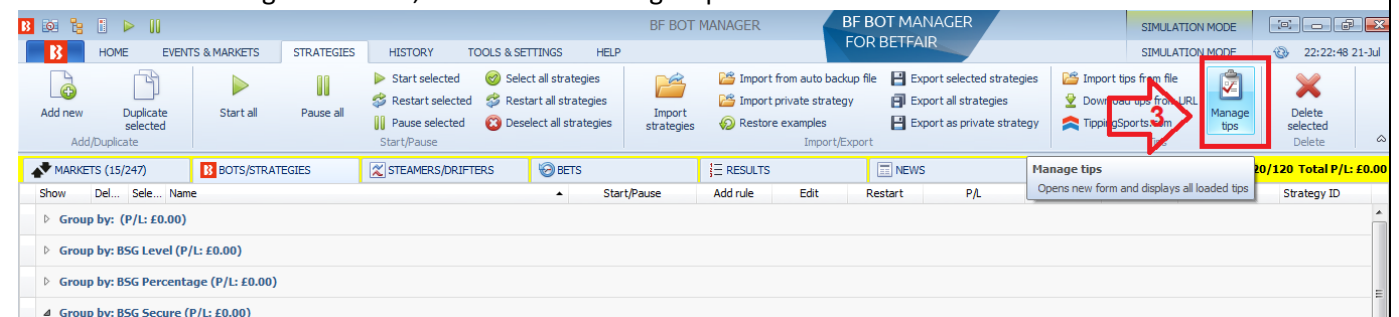 BF BOT MANAGER
BF BOT MANAGER
FOR BETFAIR
SIMULATION MODE
HOME EVENTS & MARKETS STRATEGIES HISTORY TOOLS & SETTINGS HELP
SIMULATION MODE
22:22:48 21-Jul
Start selected Select all strategies
Import from auto backup file Export selected strategies
Import tips from file
Restart selected Restart all strategies
Import private strategy Export all strategies
Download tips from URL
Pause selected Deselect all strategies
Restore examples Export as private strategy
Add new
Duplicate
selected
Start all
Pause all
Import
strategies
3
Manage
tips
Delete
selected
Add/Duplicate
Start/Pause
Import/Export
Delete
MARKETS (15/247) BOTS/STRATEGIES STEAMERS/DRIFTERS BETS RESULTS NEWS
20/120 Total P/L: £0.00
Manage tips
Opens new form and displays all loaded tips
Show Del... Sele... Name Start/Pause Add rule Edit Restart P/L Strategy ID
Group by: (P/L: £0.00)
Group by: BSG Level (P/L: £0.00)
Group by: BSG Percentage (P/L: £0.00)
Group by: BSG Secure (P/L: £0.00)